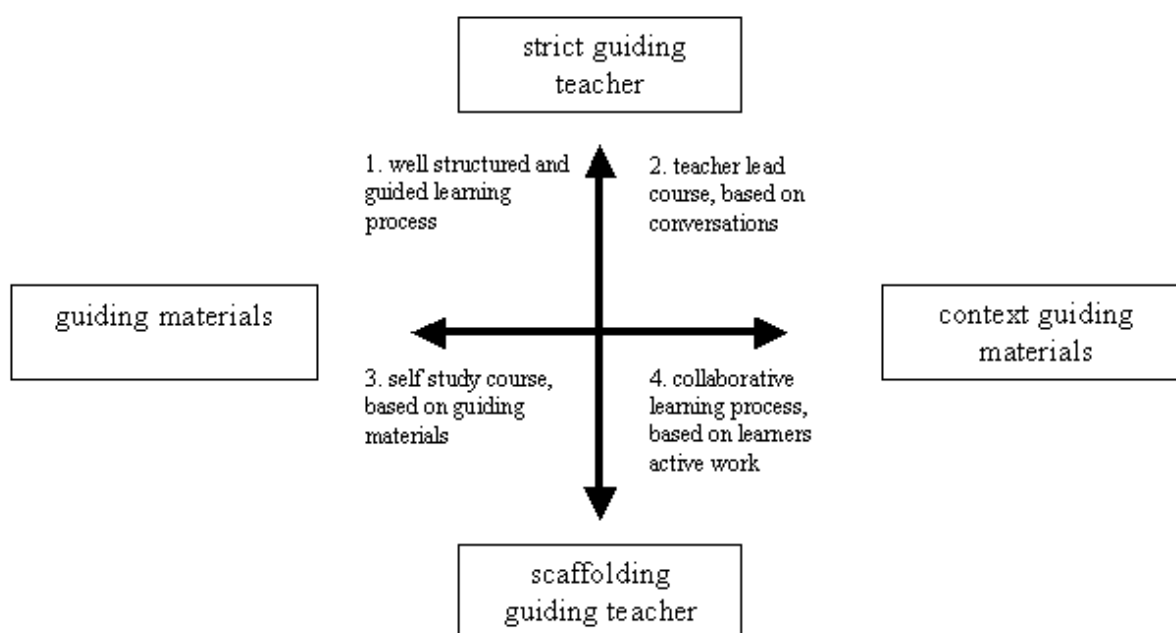 strict guiding
teacher
1. well structured and
guided learning
process
2. teacher lead
course, based on
conversations
guiding materials
context guiding
materials
3. self study course,
based on guiding
materials
4. collaborative
learning process,
based on learners
active work
scaffolding
guiding teacher